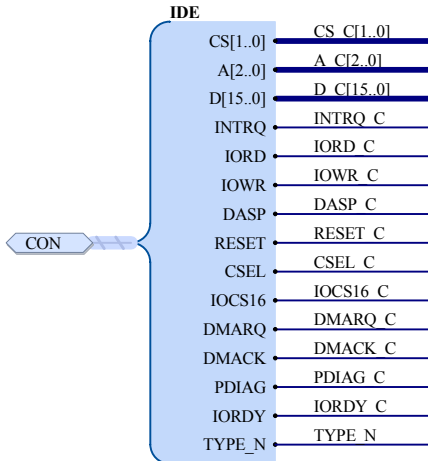 IDE
CS[1..0] CS_C[1..0]
A[2..0] A_C[2..0]
D[15..0] D_C[15..0]
INTRQ INTRQ_C
IORD IORD_C
IOWR IOWR_C
DASP DASP_C
CON RESET RESET_C
CSEL CSEL_C
IOCS16 IOCS16_C
DMARQ DMARQ_C
DMACK DMACK_C
PDIAG PDIAG_C
IORDY IORDY_C
TYPE_N TYPE_N